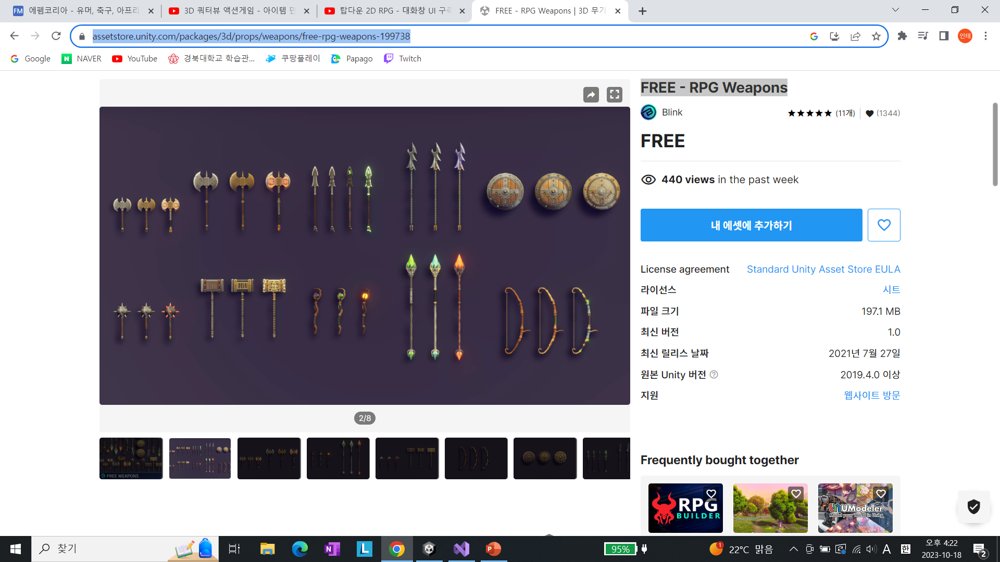 에펨코리아 - 유머, 축구, 아프리
3D 쿼터뷰 액션게임 - 아이템 만
탑다운 2D RPG - 대화창 UI 구축
FREE - RPG Weapons | 3D 무기
assetstore.unity.com/packages/3d/props/weapons/free-rpg-weapons-199738
인태
Google
NAVER
YouTube
경북대학교 학습관...
쿠팡플레이
Papago
Twitch
FREE - RPG Weapons
Blink
(11개)
(1344)
FREE
440 views in the past week
내 에셋에 추가하기
License agreement
Standard Unity Asset Store EULA
라이선스
시트
파일 크기
197.1 MB
최신 버전
1.0
최신 릴리스 날짜
2021년 7월 27일
원본 Unity 버전
2019.4.0 이상
지원
웹사이트 방문
2/8
FREE WEAPONS
Frequently bought together
RPG
BUILDER
UModeler
Model your World in Unity
찾기
95%
1
22°C 맑음
A
한
오후 4:22
2023-10-18
2